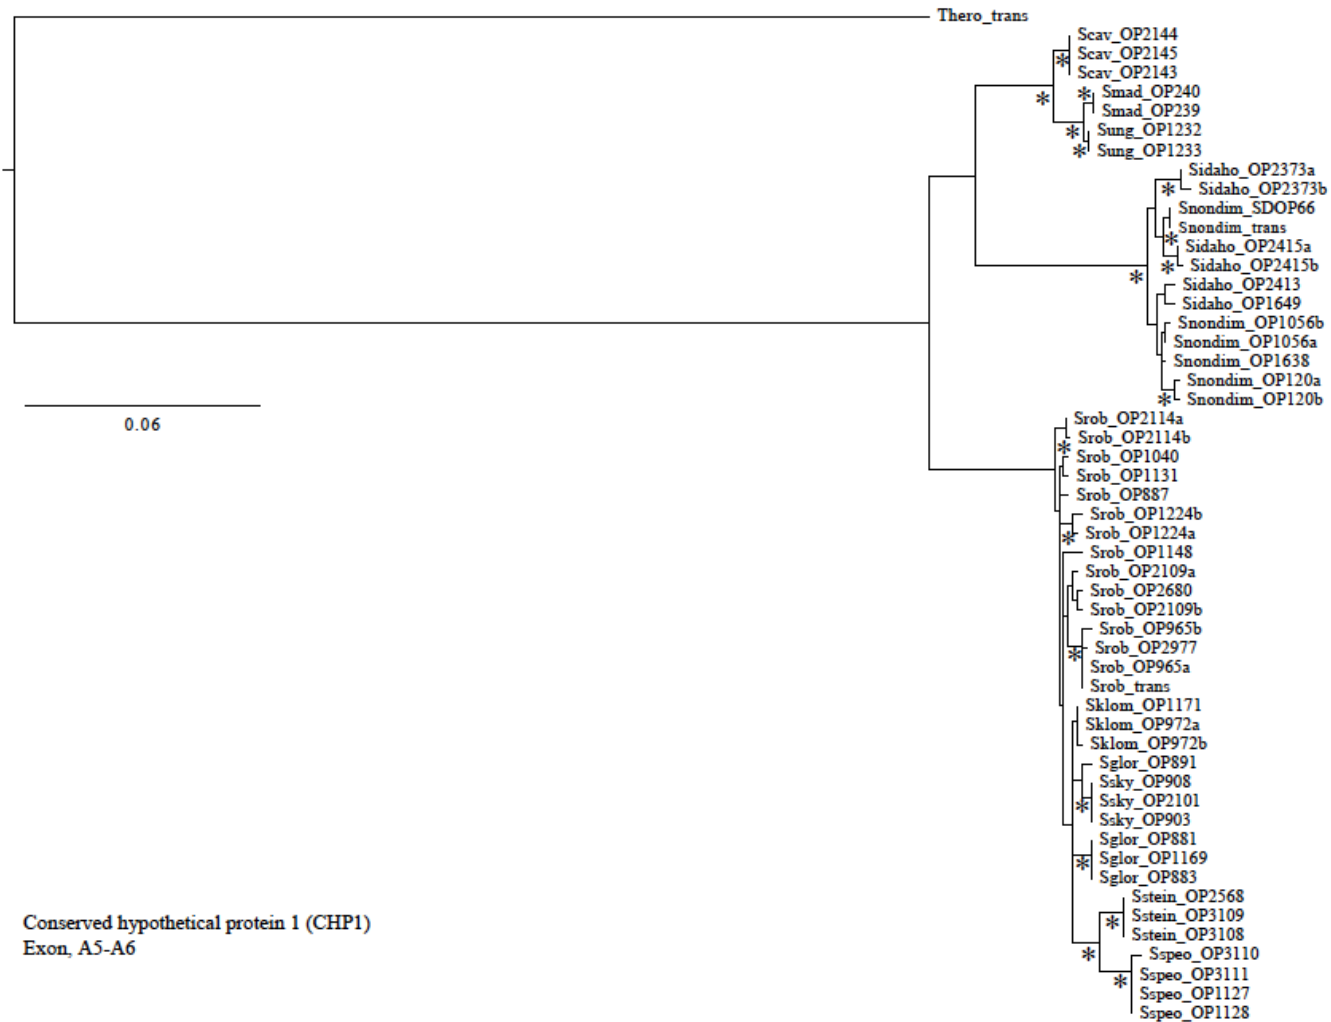 Thero_trans
Scav_OP2144
Scav_OP2145
* Scav_OP2143
* * Smad_OP240
Smad_OP239
* Sung_OP1232
* Sung_OP1233
Sidaho_OP2373a
* Sidaho_OP2373b
Snondim_SDOP66
Snondim_trans
* Sidaho_OP2415a
* Sidaho_OP2415b
* Sidaho_OP2413
Sidaho_OP1649
Snondim_OP1056b
Snondim_OP1056a
Snondim_OP1638
Snondim_OP120a
* Snondim_OP120b
0.06
Srob_OP2114a
* Srob_OP2114b
Srob_OP1040
Srob_OP1131
Srob_OP887
Srob_OP1224b
* Srob_OP1224a
Srob_OP1148
Srob_OP2109a
Srob_OP2680
Srob_OP2109b
Srob_OP965b
* Srob_OP2977
Srob_OP965a
Srob_trans
Sklom_OP1171
Sklom_OP972a
Sklom_OP972b
Sglor_OP891
Ssky_OP908
* Ssky_OP2101
Ssky_OP903
Sglor_OP881
* Sglor_OP1169
Sglor_OP883
Sstein_OP2568
* Sstein_OP3109
Sstein_OP3108
* Sspeo_OP3110
* Sspeo_OP3111
Sspeo_OP1127
Sspeo_OP1128
Conserved hypothetical protein 1 (CHP1)
Exon, A5-A6